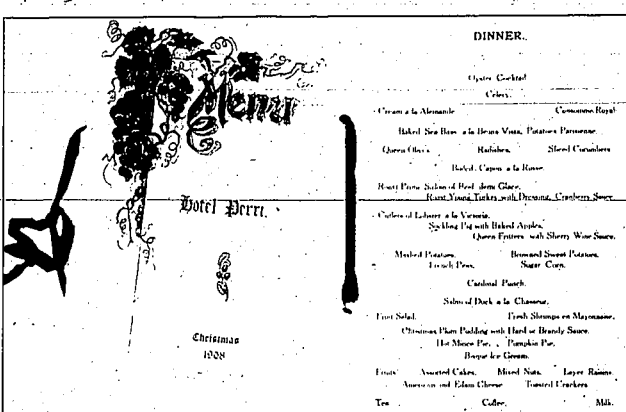 Menu
Hotel Perri.
Christmas
1908
DINNER.
Oyster Cocktail
Celery.
Cream a la Alemande Consomme Royal
Baked Sea Bass a la Buena Vista, Potatoes Parisienne
Queen Olives Radishes, Sliced Cucumbers
Boiled Capon a la Russe
Roast Prime Sirloin of Beef demi Glace,
Roast Young Turkey with Dressing, Cranberry Sauce
Cutlets of Lobster a la Victoria,
Suckling Pig with Baked Apples,
Queen Fritters with Sherry Wine Sauce,
Mashed Potatoes, Browned Sweet Potatoes,
French Peas, Sugar Corn,
Cardinal Punch.
Salmi of Duck a la Chasseur,
Fruit Salad. Fresh Shrimps en Mayonnaise,
Christmas Plum Pudding with Hard or Brandy Sauce.
Hot Mince Pie, Pumpkin Pie,
Bisque Ice Cream.
Fruits Assorted Cakes, Mixed Nuts, Layer Raisins
American and Edam Cheese Toasted Crackers
Tea Coffee, Milk.